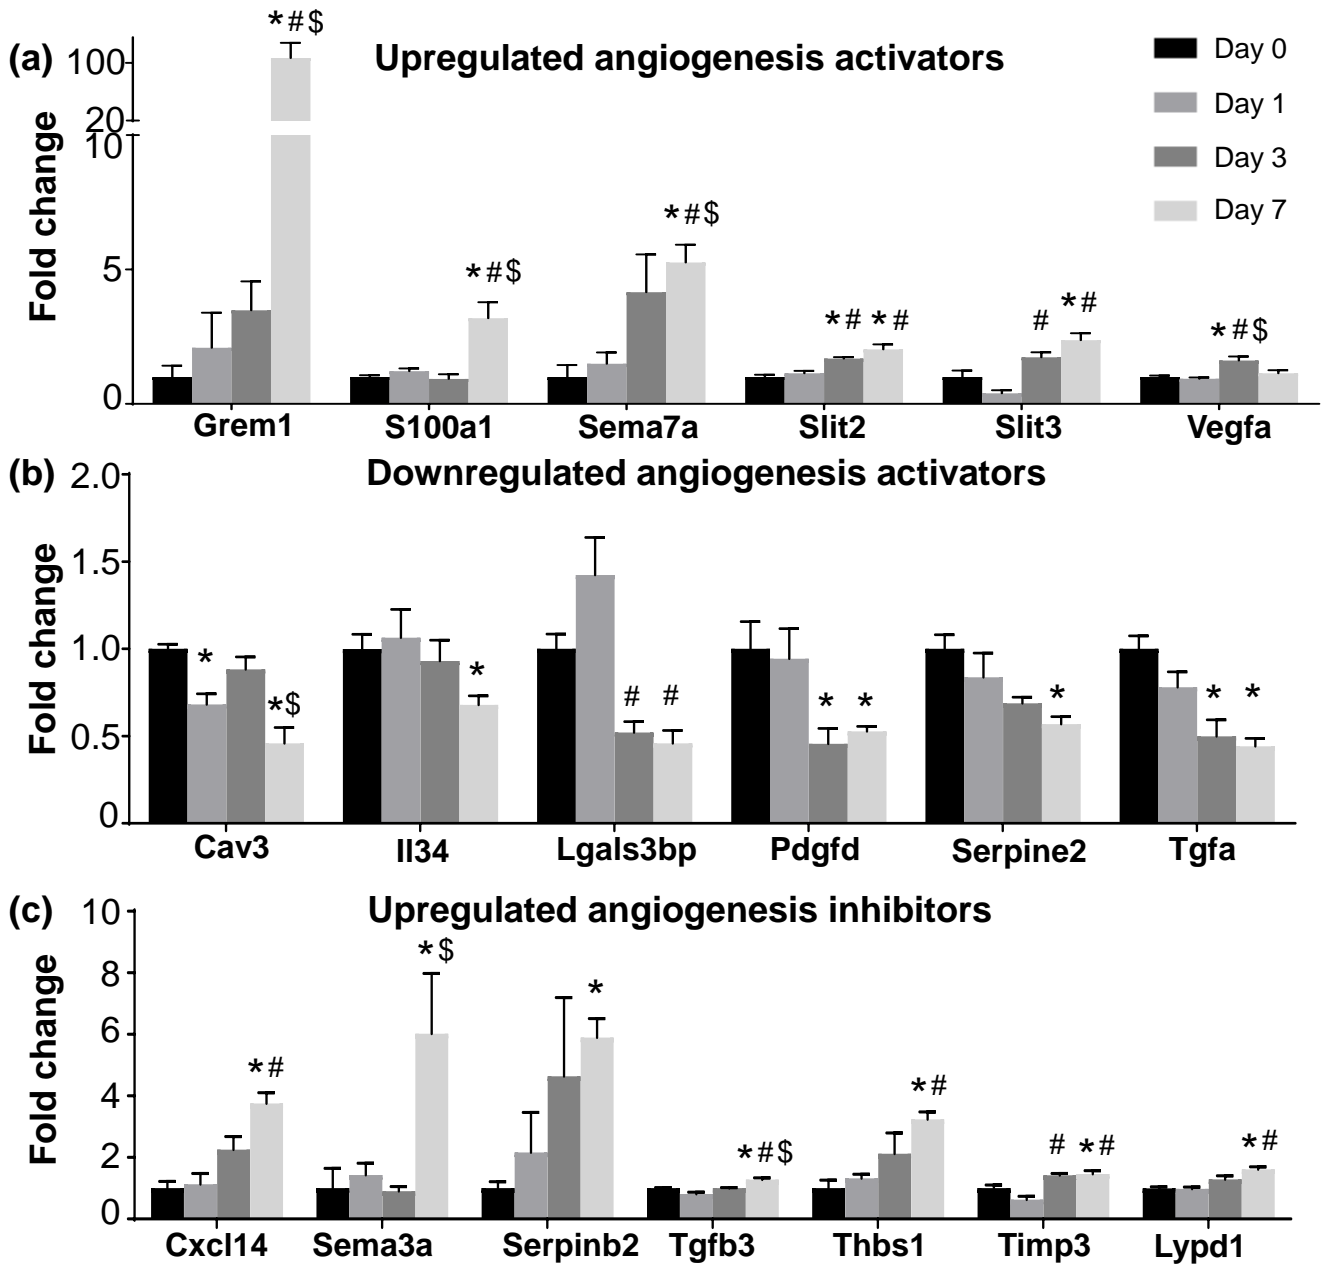 (a) Upregulated angiogenesis activators
Day 0
Day 1
Day 3
Day 7
Fold change
100
20
10
5
0
*#$
*#$
*#$
*# *#
# *#
*#$
Grem1 S100a1 Sema7a Slit2 Slit3 Vegfa
(b) Downregulated angiogenesis activators
Fold change
2.0
1.5
1.0
0.5
0
* *$
*
# #
* *
*
* *
Cav3 Il34 Lgals3bp Pdgfd Serpine2 Tgfa
(c) Upregulated angiogenesis inhibitors
Fold change
10
8
6
4
2
0
*#
*$
*
*#$
*#
# *#
*#
Cxcl14 Sema3a Serpinb2 Tgfb3 Thbs1 Timp3 Lypd1